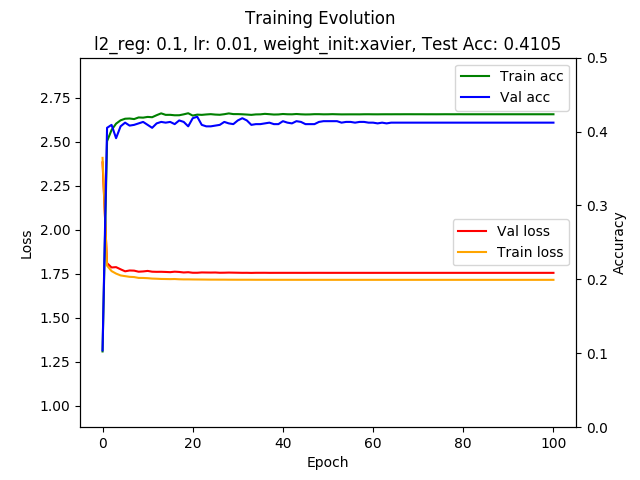 Training Evolution
l2_reg: 0.1, lr: 0.01, weight_init:xavier, Test Acc: 0.4105
Train acc
Val acc
Val loss
Train loss
Loss
2.75
2.50
2.25
2.00
1.75
1.50
1.25
1.00
0.5
0.4
0.3
0.2
0.1
0.0
Accuracy
0
20
40
60
80
100
Epoch